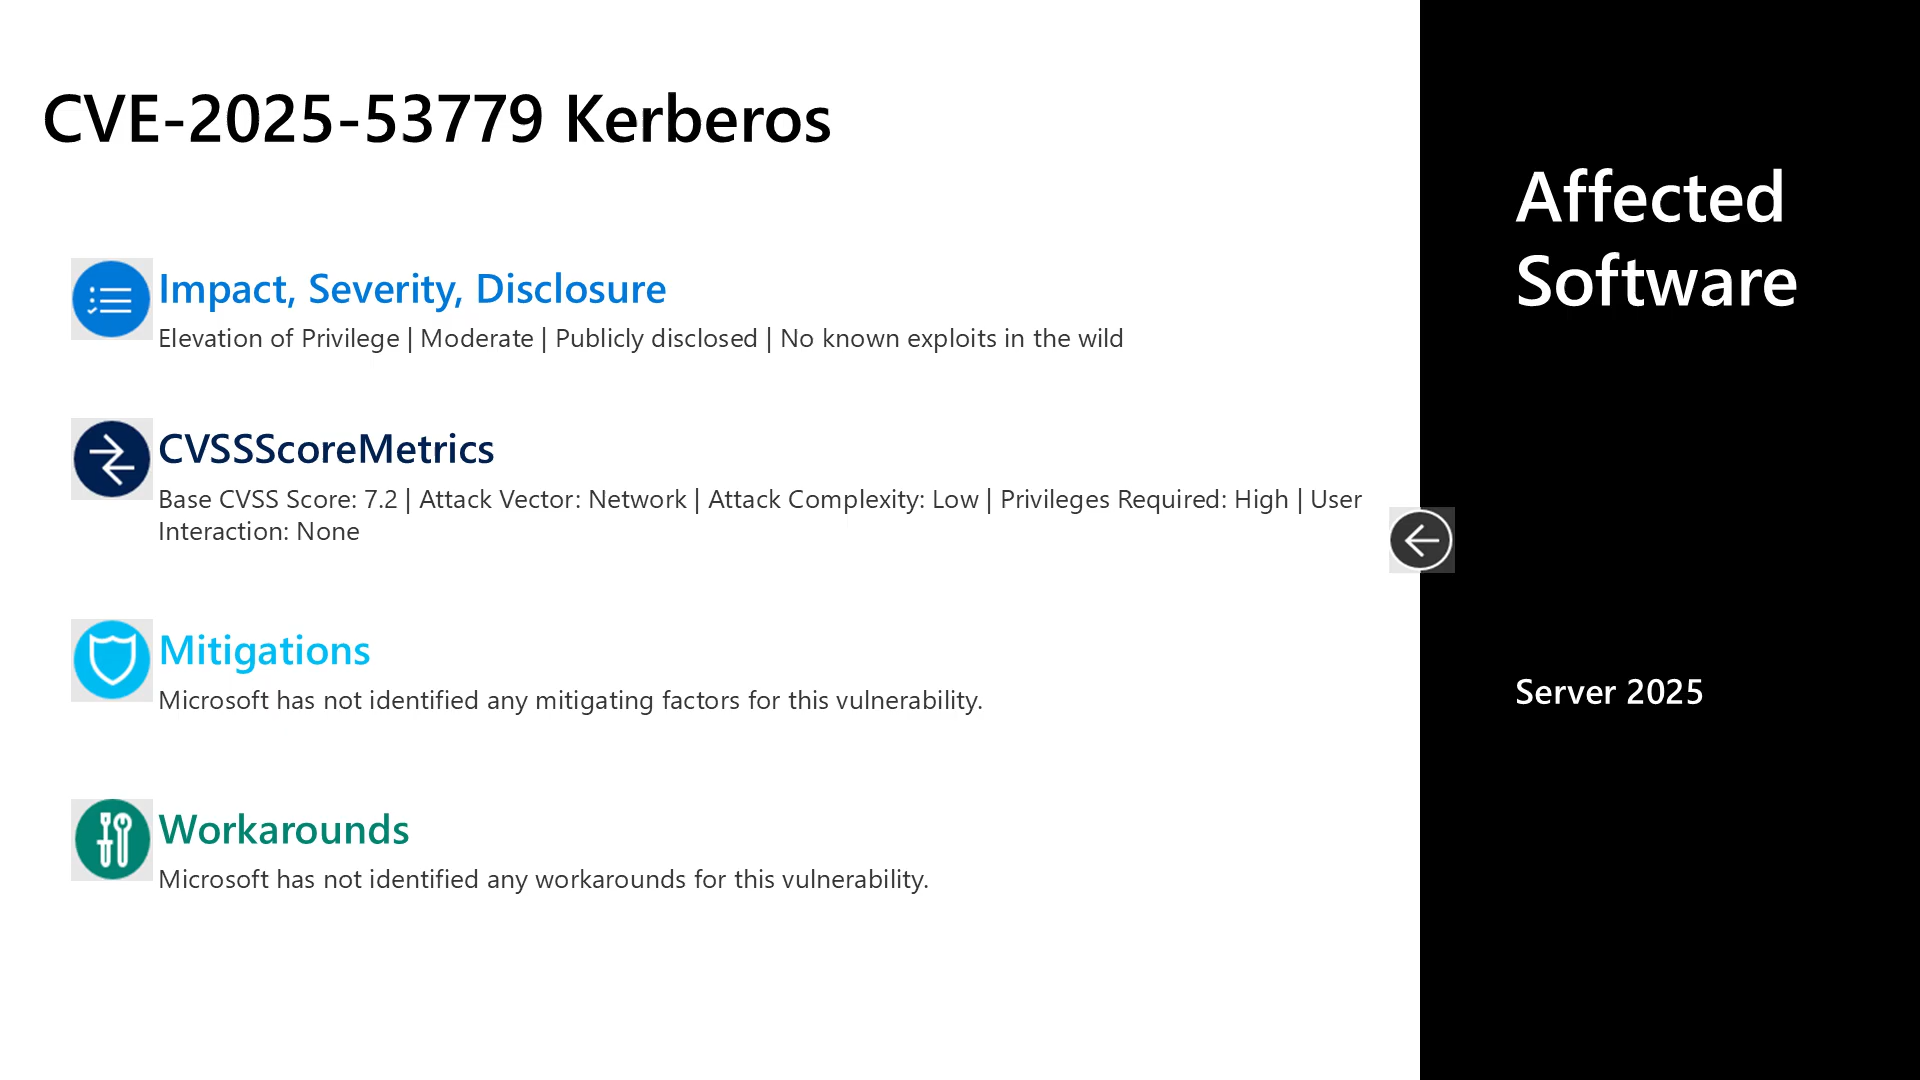 CVE-2025-53779 Kerberos
Impact, Severity, Disclosure
Elevation of Privilege | Moderate | Publicly disclosed | No known exploits in the wild
CVSSScoreMetrics
Base CVSS Score: 7.2 | Attack Vector: Network | Attack Complexity: Low | Privileges Required: High | User
Interaction: None
Mitigations
Microsoft has not identified any mitigating factors for this vulnerability.
Workarounds
Microsoft has not identified any workarounds for this vulnerability.
Affected
Software
Server 2025